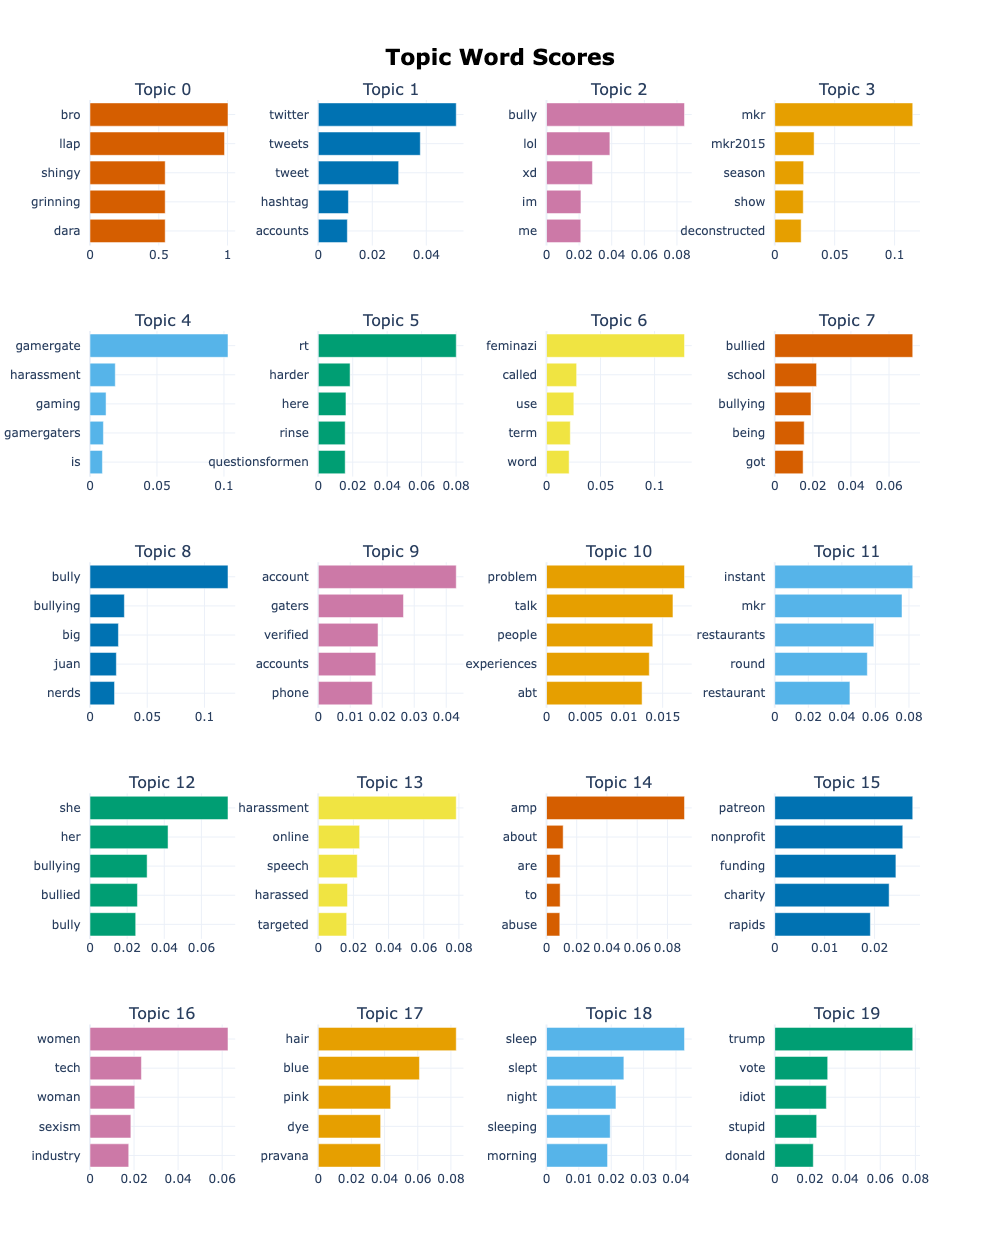 Topic Word Scores
Topic 0
bro
llap
shingy
grinning
dara
0 0.5 1
Topic 1
twitter
tweets
tweet
hashtag
accounts
0 0.02 0.04
Topic 2
bully
lol
xd
im
me
0 0.02 0.04 0.06 0.08
Topic 3
mkr
mkr2015
season
show
deconstructed
0 0.05 0.1
Topic 4
gamergate
harassment
gaming
gamergaters
is
0 0.05 0.1
Topic 5
rt
harder
here
rinse
questionsformen
0 0.02 0.04 0.06 0.08
Topic 6
feminazi
called
use
term
word
0 0.05 0.1
Topic 7
bullied
school
bullying
being
got
0 0.02 0.04 0.06
Topic 8
bully
bullying
big
juan
nerds
0 0.05 0.1
Topic 9
account
gaters
verified
accounts
phone
0 0.01 0.02 0.03 0.04
Topic 10
problem
talk
people
experiences
abt
0 0.005 0.01 0.015
Topic 11
instant
mkr
restaurants
round
restaurant
0 0.02 0.04 0.06 0.08
Topic 12
she
her
bullying
bullied
bully
0 0.02 0.04 0.06
Topic 13
harassment
online
speech
harassed
targeted
0 0.02 0.04 0.06 0.08
Topic 14
amp
about
are
to
abuse
0 0.02 0.04 0.06 0.08
Topic 15
patreon
nonprofit
funding
charity
rapids
0 0.01 0.02
Topic 16
women
tech
woman
sexism
industry
0 0.02 0.04 0.06
Topic 17
hair
blue
pink
dye
pravana
0 0.02 0.04 0.06 0.08
Topic 18
sleep
slept
night
sleeping
morning
0 0.01 0.02 0.03 0.04
Topic 19
trump
vote
idiot
stupid
donald
0 0.02 0.04 0.06 0.08